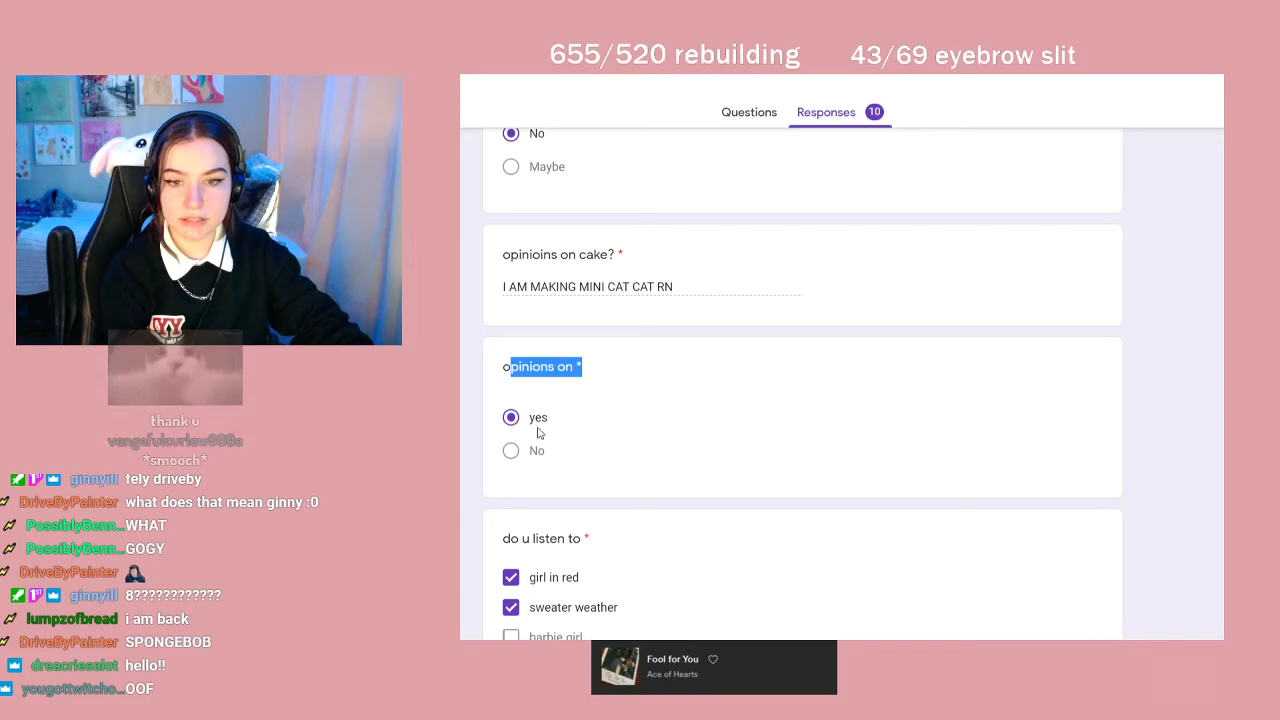 655/520 rebuilding
43/69 eyebrow slit
Questions
Responses 10
No
Maybe
opinioins on cake? *
I AM MAKING MINI CAT CAT RN
opinions on *
yes
No
do u listen to *
girl in red
sweater weather
barbie girl
thank u
*smooch*
ginnyill fely driveby
DriveByPainter what does that mean ginny :0
PossiblyBenn... WHAT
PossiblyBenn... GOGY
DriveByPainter
ginnyill 8????????????
lumpzofbread i am back
DriveByPainter SPONGEBOB
dreacriesalot hello!!
yougottwitcho... OOF
Fool for You
Ace of Hearts